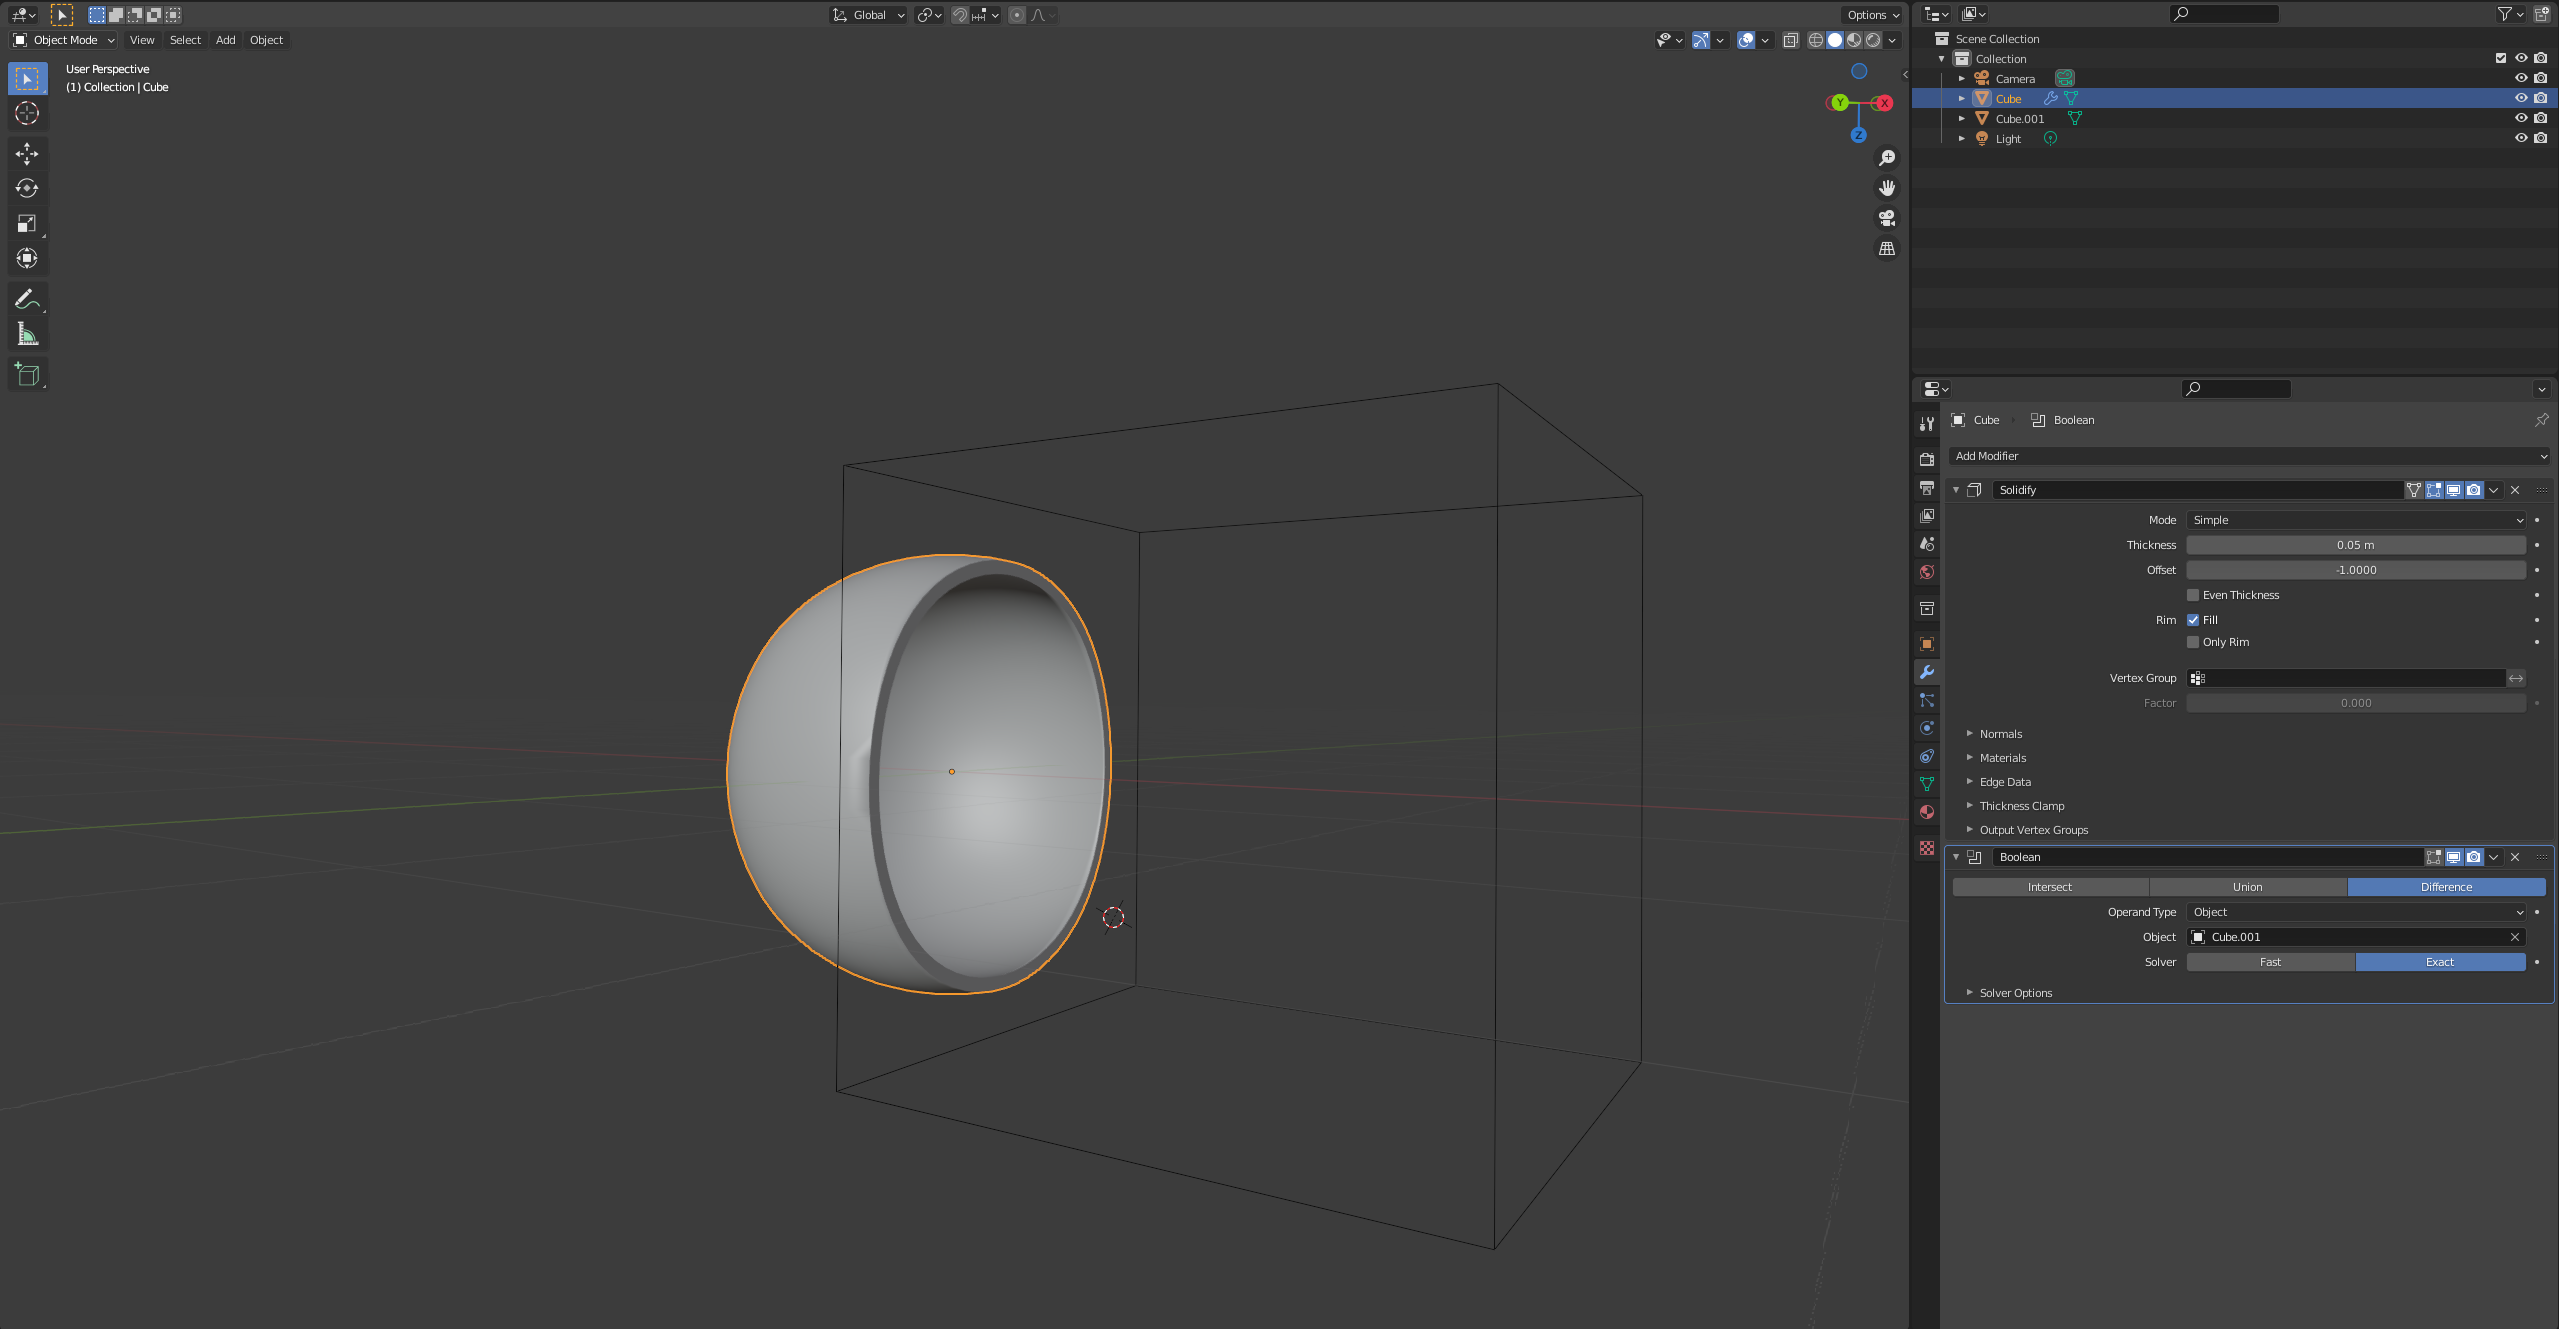 Global
Options
Object Mode
View
Select
Add
Object
User Perspective
(1) Collection | Cube
Y
X
Z
Scene Collection
Collection
Camera
Cube
Cube.001
Light
Cube
Boolean
Add Modifier
Solidify
Mode
Simple
Thickness
0.05 m
Offset
-1.0000
Even Thickness
Rim
Fill
Only Rim
Vertex Group
Factor
0.000
Normals
Materials
Edge Data
Thickness Clamp
Output Vertex Groups
Boolean
Intersect
Union
Difference
Operand Type
Object
Object
Cube.001
Solver
Fast
Exact
Solver Options